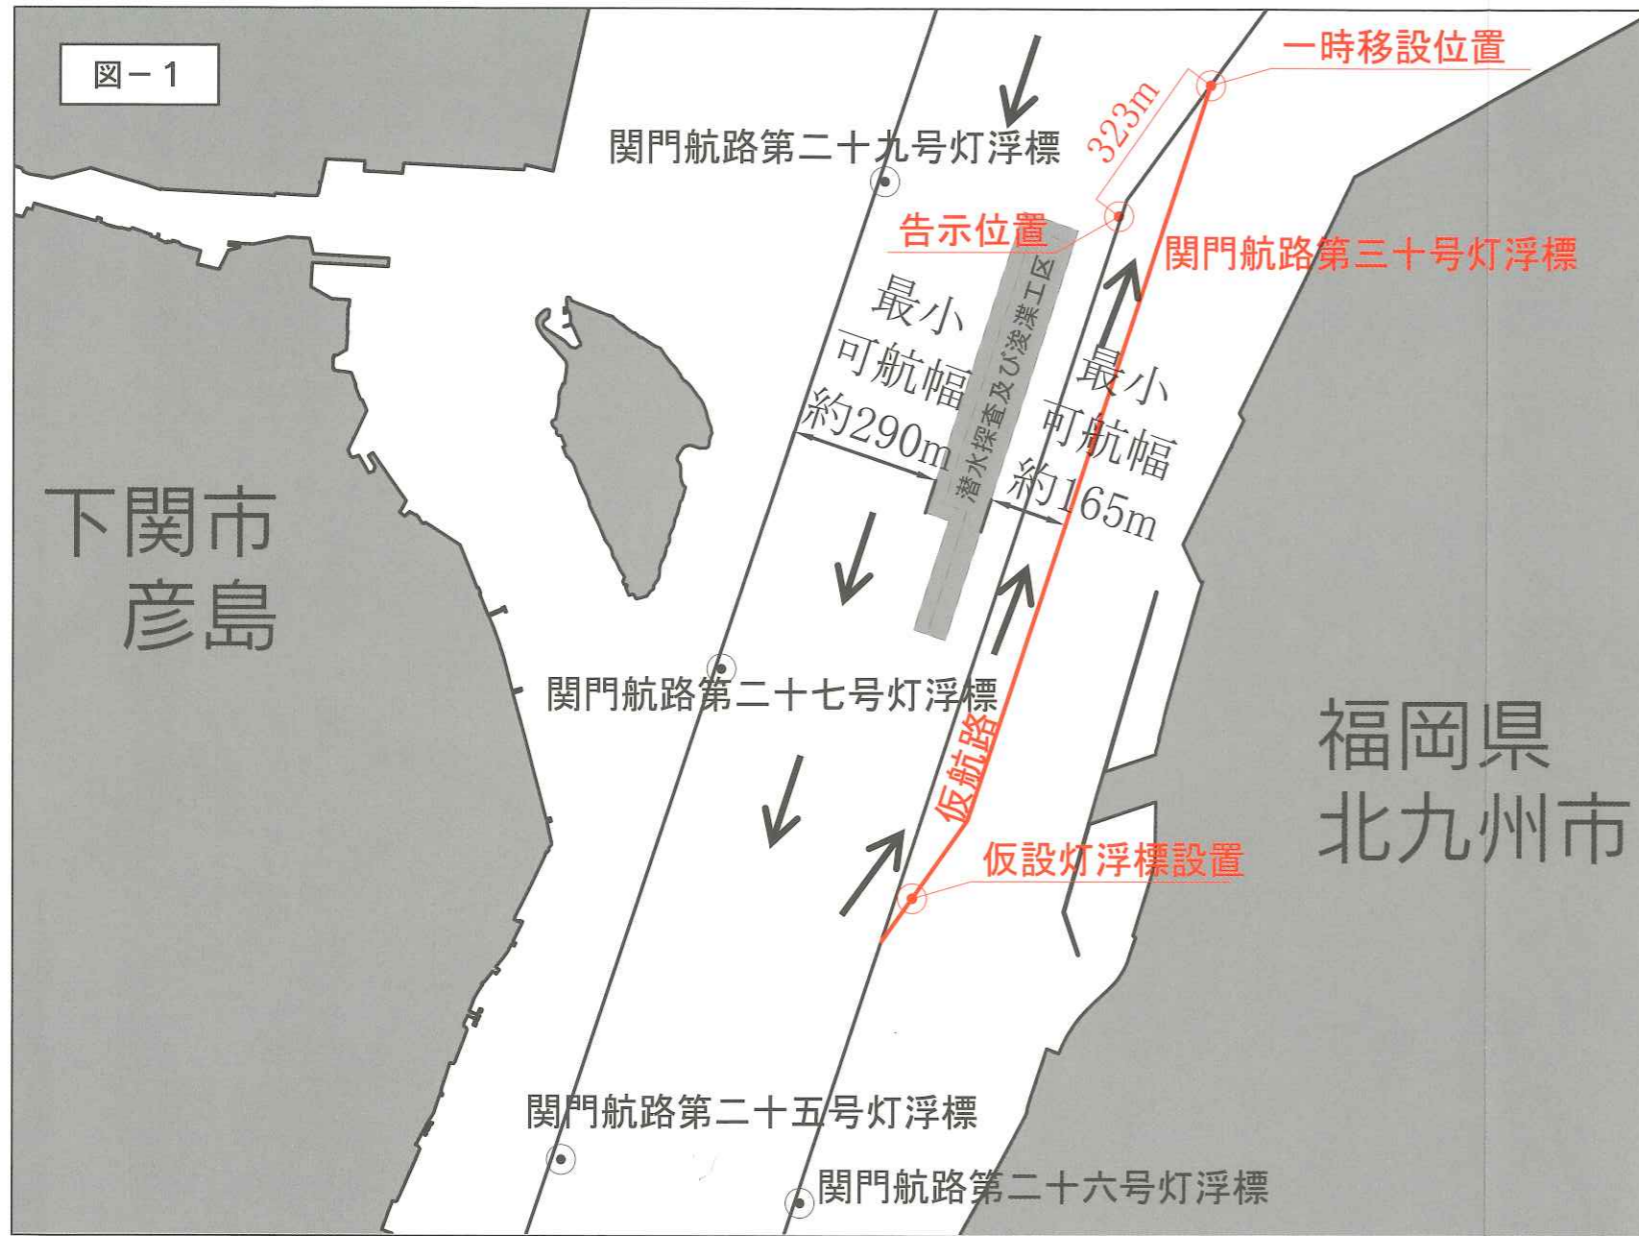 図－1
一時移設位置
323m
関門航路第二十九号灯浮標
告示位置
関門航路第三十号灯浮標
最小
可航幅
約290m
潜水探査及び浚渫工区
最小
可航幅
約165m
下関市
彦島
関門航路第二十七号灯浮標
仮航路
福岡県
北九州市
仮設灯浮標設置
関門航路第二十五号灯浮標
関門航路第二十六号灯浮標